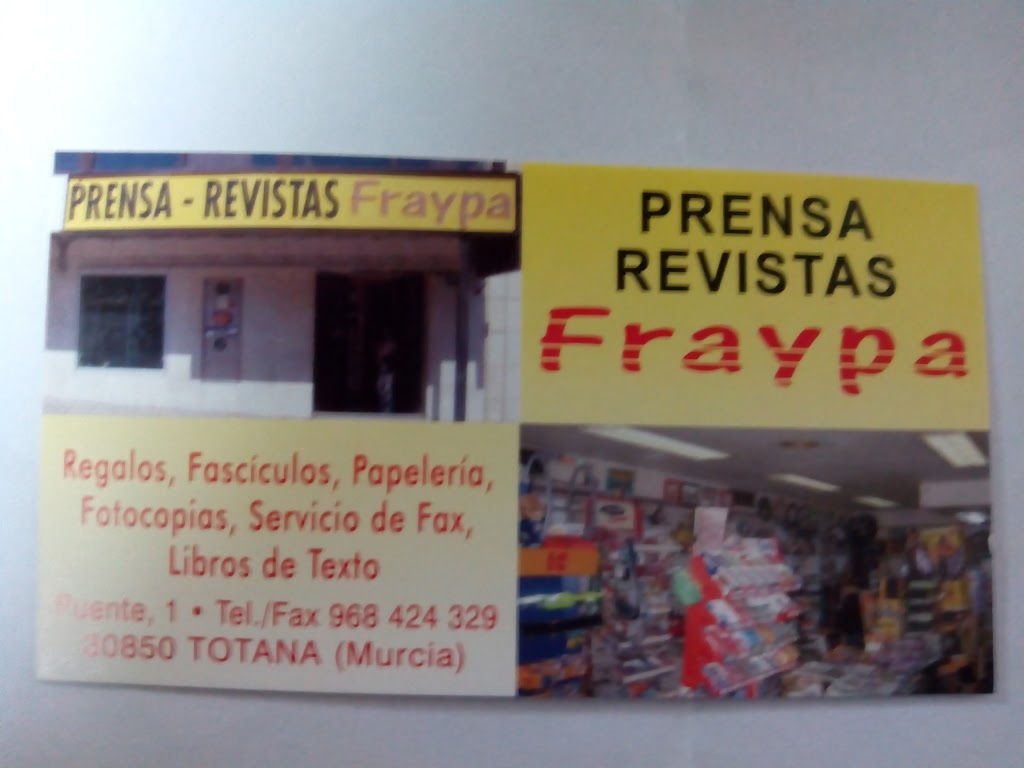 PRENSA - REVISTAS Fraypa
PRENSA
REVISTAS
Fraypa
Regalos, Fascículos, Papelería,
Fotocopias, Servicio de Fax,
Libros de Texto
Puente, 1 • Tel./Fax 968 424 329
30850 TOTANA (Murcia)